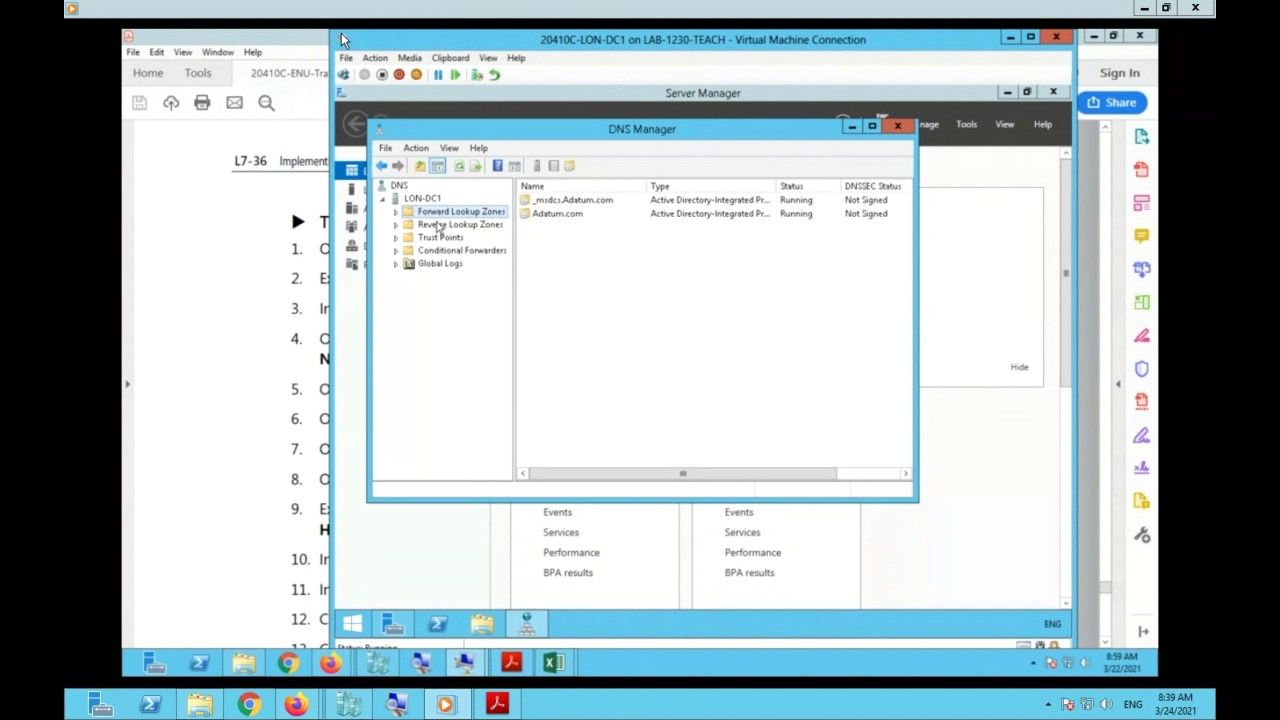 File Edit View Window Help
Home Tools 20410C-ENU-Tra
Sign In
Share
L7-36 Implement
T
1. O
2. E
3. In
4. O
N
5. O
6. O
7. O
8. O
9. E
H
10. In
11. In
12. C
20410C-LON-DC1 on LAB-1230-TEACH - Virtual Machine Connection
File Action Media Clipboard View Help
Server Manager
nage Tools View Help
DNS Manager
File Action View Help
DNS
LON-DC1
Forward Lookup Zones
Reverse Lookup Zones
Trust Points
Conditional Forwarders
Global Logs
Name Type Status DNSSEC Status
_msdcs.Adatum.com Active Directory-Integrated Pr... Running Not Signed
Adatum.com Active Directory-Integrated Pr... Running Not Signed
Hide
Events Events
Services Services
Performance Performance
BPA results BPA results
ENG
Status: Running
8:59 AM
3/22/2021
ENG
8:39 AM
3/24/2021